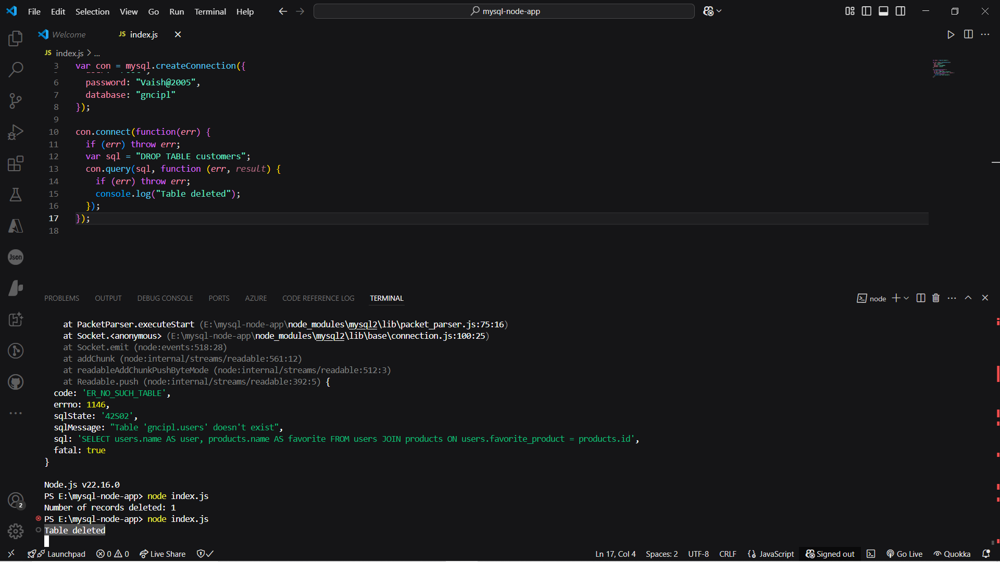 File Edit Selection View Go Run Terminal Help
mysql-node-app
Welcome
JS index.js
JS index.js > ...
3 var con = mysql.createConnection({
6 password: "Vaish@2005",
7 database: "gncipl"
8 });
9
10 con.connect(function(err) {
11 if (err) throw err;
12 var sql = "DROP TABLE customers";
13 con.query(sql, function (err, result) {
14 if (err) throw err;
15 console.log("Table deleted");
16 });
17 });
18
Json
PROBLEMS OUTPUT DEBUG CONSOLE PORTS AZURE CODE REFERENCE LOG TERMINAL
node
at PacketParser.executeStart (E:\mysql-node-app\node_modules\mysql2\lib\packet_parser.js:75:16)
at Socket.<anonymous> (E:\mysql-node-app\node_modules\mysql2\lib\base\connection.js:100:25)
at Socket.emit (node:events:518:28)
at addChunk (node:internal/streams/readable:561:12)
at readableAddChunkPushByteMode (node:internal/streams/readable:512:3)
at Readable.push (node:internal/streams/readable:392:5) {
code: 'ER_NO_SUCH_TABLE',
errno: 1146,
sqlState: '42S02',
sqlMessage: "Table 'gncipl.users' doesn't exist",
sql: 'SELECT users.name AS user, products.name AS favorite FROM users JOIN products ON users.favorite_product = products.id',
fatal: true
}
Node.js v22.16.0
PS E:\mysql-node-app> node index.js
Number of records deleted: 1
PS E:\mysql-node-app> node index.js
Table deleted
2
Launchpad 0 0 Live Share Ln 17, Col 4 Spaces: 2 UTF-8 CRLF {} JavaScript Signed out Go Live Quokka